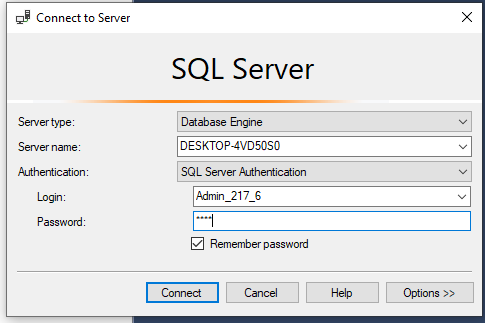 Connect to Server
SQL Server
Server type: Database Engine
Server name: DESKTOP-4VD50S0
Authentication: SQL Server Authentication
Login: Admin_217_6
Password: ****
Remember password
Connect Cancel Help Options >>